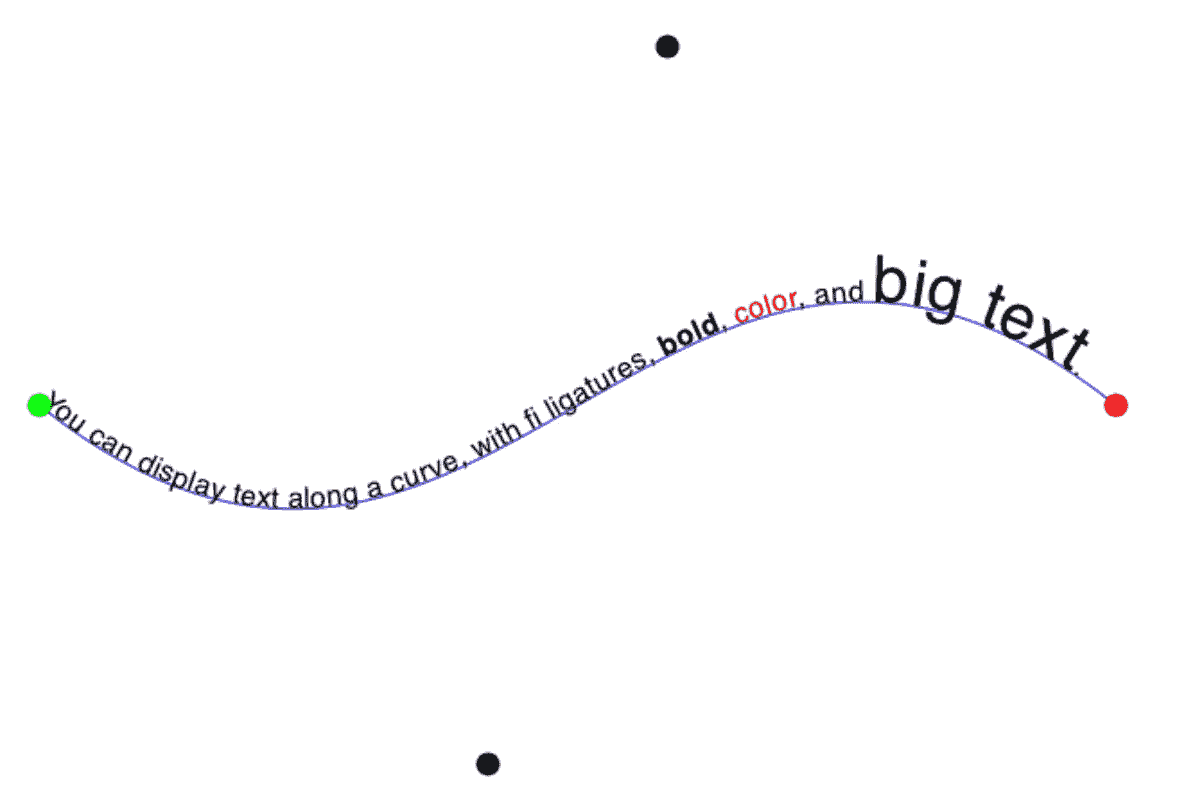 You can display text along a curve, with fi ligatures, bold, color, and big text.